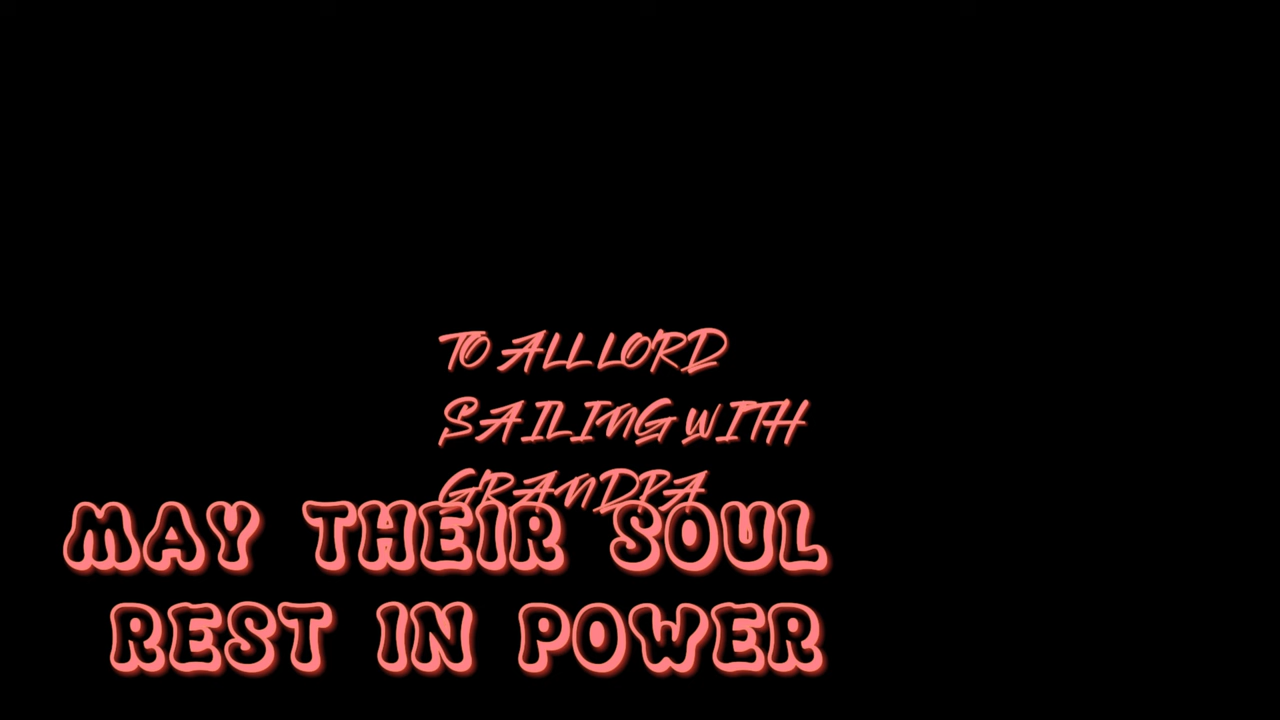 TO ALL LORD
SAILING WITH
GRANDPA
MAY THEIR SOUL
REST IN POWER